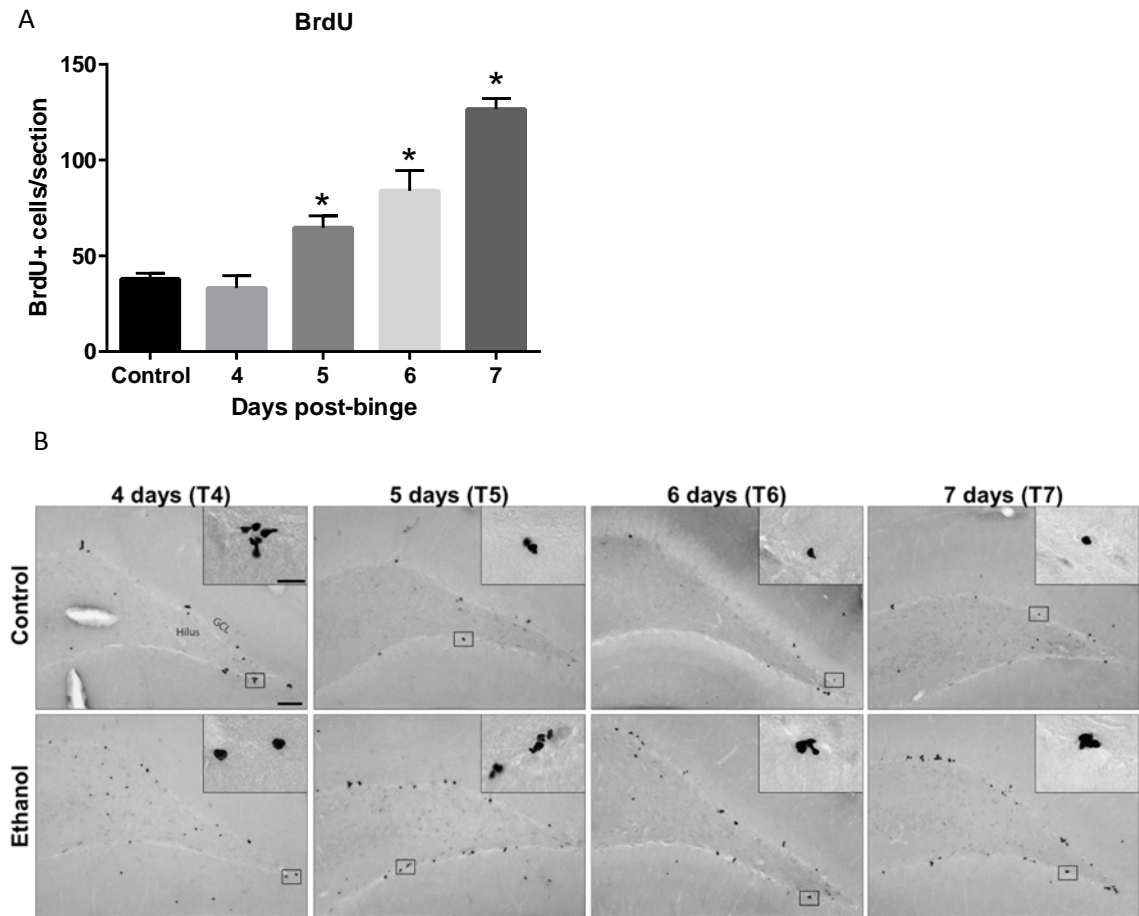 A
BrdU
150
100
50
0
BrdU+ cells/section
*
*
*
Control 4 5 6 7
Days post-binge
B
4 days (T4) 5 days (T5) 6 days (T6) 7 days (T7)
Control
Hilus
GCL
Ethanol